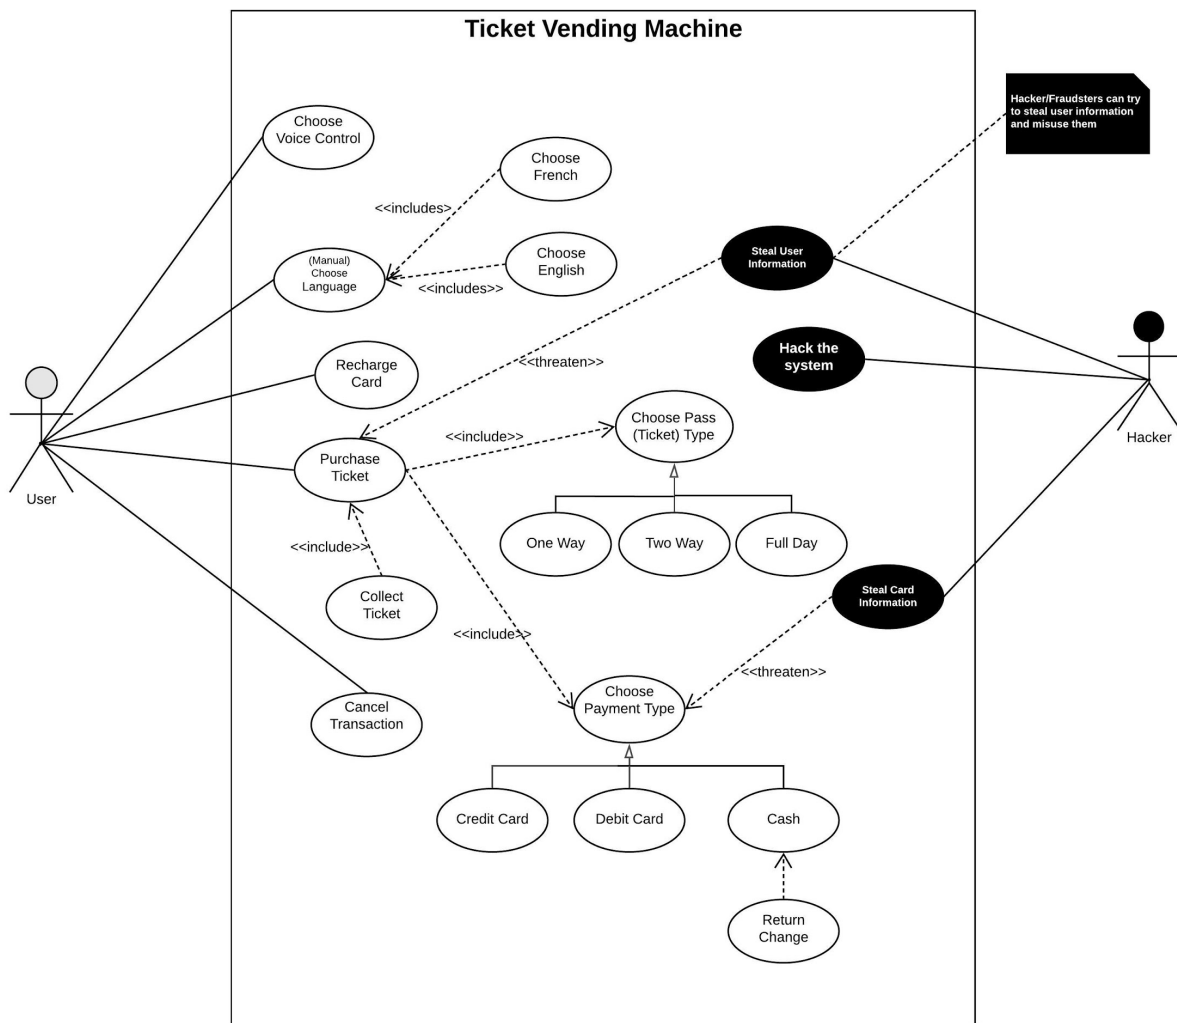 Ticket Vending Machine
Hacker/Fraudsters can try
to steal user information
and misuse them
Choose
Voice Control
Choose
French
<<includes>
(Manual)
Choose
Language
Choose
English
<<includes>>
Steal User
Information
Hack the
system
Hacker
<<threaten>>
Recharge
Card
Choose Pass
(Ticket) Type
<<include>>
Purchase
Ticket
User
One Way
Two Way
Full Day
<<include>>
Collect
Ticket
Steal Card
Information
<<include>>
<<threaten>>
Choose
Payment Type
Cancel
Transaction
Credit Card
Debit Card
Cash
Return
Change